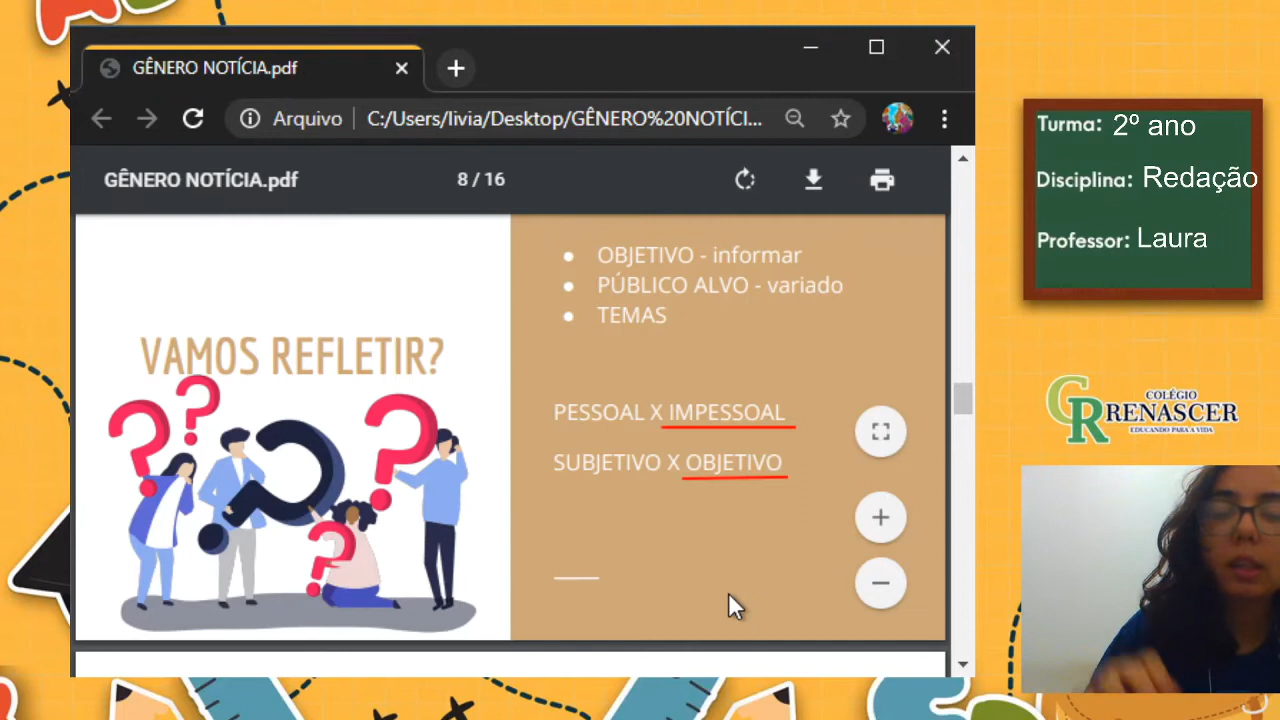 GÊNERO NOTÍCIA.pdf
Arquivo
C:/Users/livia/Desktop/GÊNERO%20NOTÍCI...
GÊNERO NOTÍCIA.pdf
8 / 16
VAMOS REFLETIR?
OBJETIVO - informar
PÚBLICO ALVO - variado
TEMAS
PESSOAL X IMPESSOAL
SUBJETIVO X OBJETIVO
Turma: 2º ano
Disciplina: Redação
Professor: Laura
CR
COLÉGIO
RENASCER
EDUCANDO PARA A VIDA